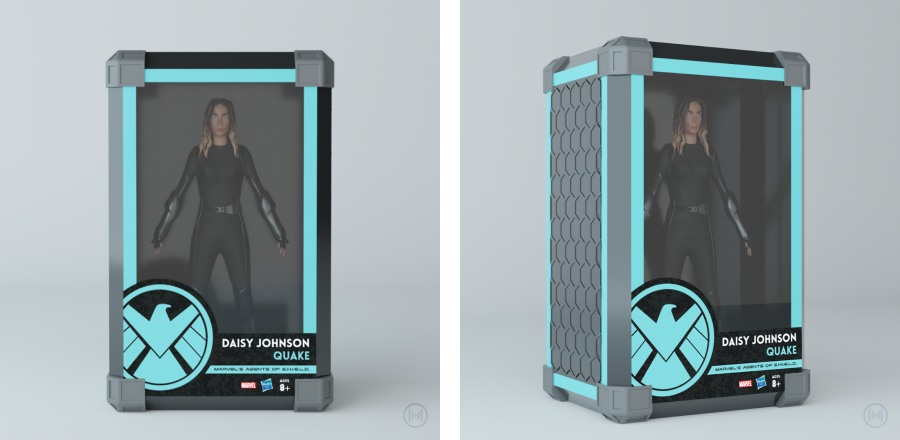 DAISY JOHNSON
QUAKE
MARVEL'S AGENTS OF S.H.I.E.L.D.
MARVEL
AGES
8+
DAISY JOHNSON
QUAKE
MARVEL'S AGENTS OF S.H.I.E.L.D.
MARVEL
AGES
8+